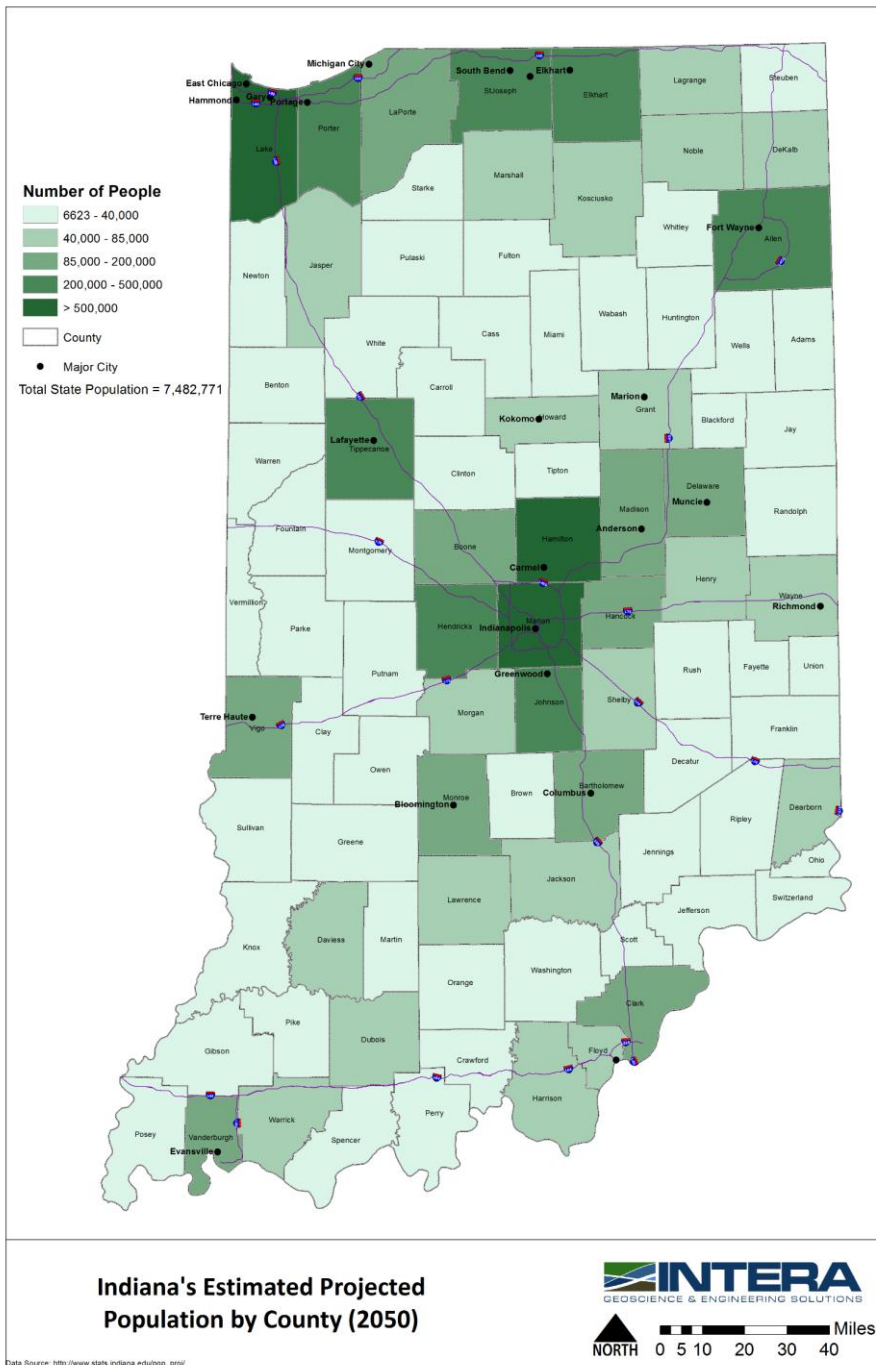 Michigan City
South Bend
Elkhart
East Chicago
Hammond
Gary
Portage
StJoseph
Elkhart
Lagrange
Steuben
LaPorte
Porter
Lake
Noble
DeKalb
Number of People
6623 - 40,000
40,000 - 85,000
85,000 - 200,000
200,000 - 500,000
> 500,000
County
Major City
Total State Population = 7,482,771
Starke
Marshall
Kosciusko
Whitley
Fort Wayne
Allen
Newton
Jasper
Pulaski
Fulton
Wabash
Huntington
Wells
Adams
White
Cass
Miami
Benton
Carroll
Marion
Grant
Kokomo
Howard
Blackford
Jay
Lafayette
Tippecanoe
Warren
Clinton
Tipton
Delaware
Muncie
Madison
Anderson
Randolph
Fountain
Montgomery
Boone
Hamilton
Carmel
Henry
Wayne
Richmond
Vermillion
Parke
Hendricks
Marion
Indianapolis
Hancock
Putnam
Greenwood
Johnson
Rush
Fayette
Union
Terre Haute
Vigo
Clay
Morgan
Shelby
Franklin
Owen
Decatur
Monroe
Bloomington
Brown
Bartholomew
Columbus
Ripley
Dearborn
Sullivan
Greene
Jennings
Ohio
Switzerland
Lawrence
Jackson
Jefferson
Knox
Daviess
Martin
Scott
Orange
Washington
Clark
Pike
Dubois
Gibson
Crawford
Floyd
Harrison
Posey
Vanderburgh
Evansville
Warrick
Spencer
Perry
Indiana's Estimated Projected
Population by County (2050)
INTERA
GEOSCIENCE & ENGINEERING SOLUTIONS
NORTH
Miles
0 5 10 20 30 40
Data Source: http://www.stats.indiana.edu/pop_proj/